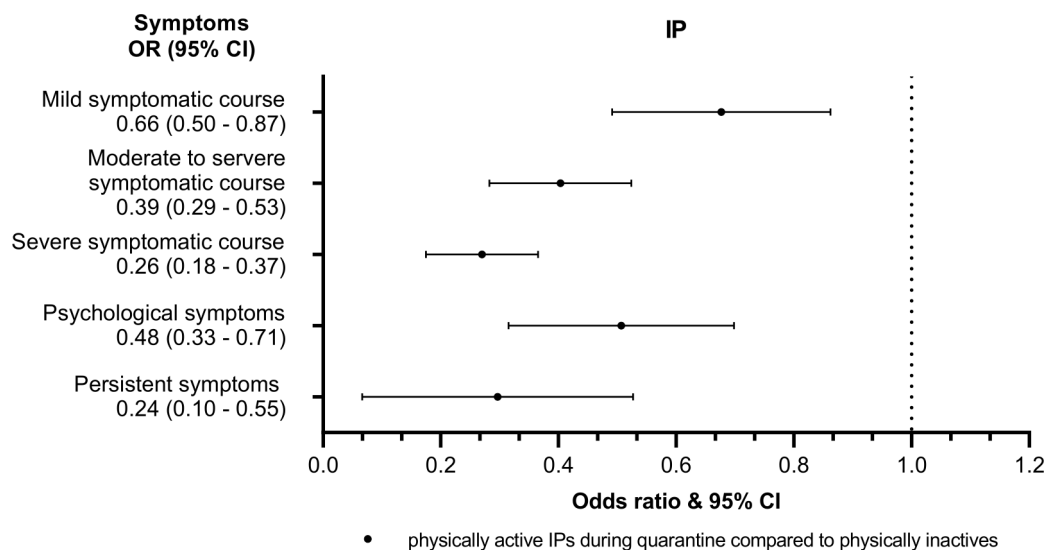 Symptoms
OR (95% CI)
IP
Mild symptomatic course
0.66 (0.50 - 0.87)
Moderate to servere
symptomatic course
0.39 (0.29 - 0.53)
Severe symptomatic course
0.26 (0.18 - 0.37)
Psychological symptoms
0.48 (0.33 - 0.71)
Persistent symptoms
0.24 (0.10 - 0.55)
0.0 0.2 0.4 0.6 0.8 1.0 1.2
Odds ratio & 95% CI
physically active IPs during quarantine compared to physically inactives